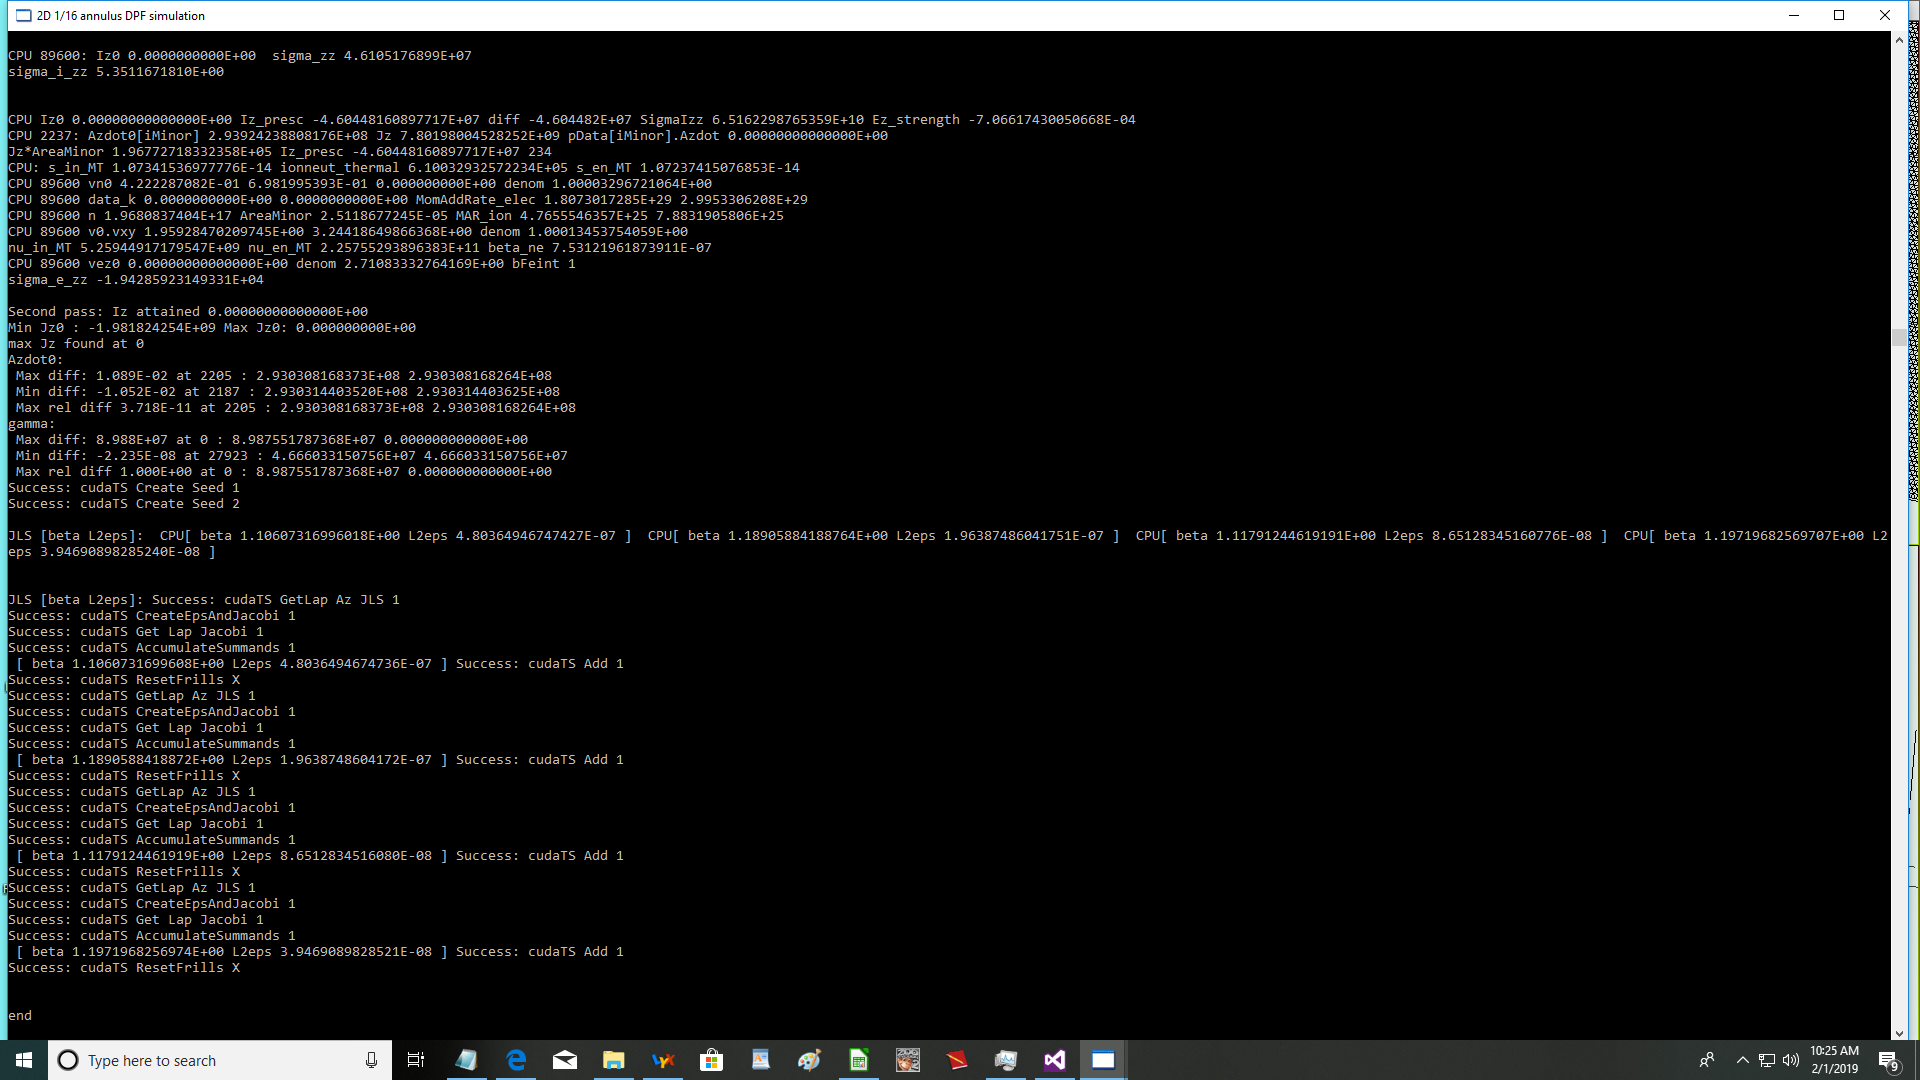 2D 1/16 annulus DPF simulation
CPU 89600: Iz0 0.0000000000E+00  sigma_zz 4.6105176899E+07
sigma_i_zz 5.3511671810E+00
CPU Iz0 0.00000000000000E+00 Iz_presc -4.60448160897717E+07 diff -4.604482E+07 SigmaIzz 6.5162298765359E+10 Ez_strength -7.06617430050668E-04
CPU 2237: Azdot0[iMinor] 2.93924238808176E+08 Jz 7.80198004528252E+09 pData[iMinor].Azdot 0.00000000000000E+00
Jz*AreaMinor 1.96772718332358E+05 Iz_presc -4.60448160897717E+07 234
CPU: s_in_MT 1.07341536977776E-14 ionneut_thermal 6.10032932572234E+05 s_en_MT 1.07237415076853E-14
CPU 89600 vn0 4.222287082E-01 6.981995393E-01 0.000000000E+00 denom 1.00003296721064E+00
CPU 89600 data_k 0.0000000000E+00 0.0000000000E+00 MomAddRate_elec 1.8073017285E+29 2.9953306208E+29
CPU 89600 n 1.9680837404E+17 AreaMinor 2.5118677245E-05 MAR_ion 4.7655546357E+25 7.8831905806E+25
CPU 89600 v0.vxy 1.95928470209745E+00 3.24418649866368E+00 denom 1.00013453754059E+00
nu_in_MT 5.25944917179547E+09 nu_en_MT 2.25755293896383E+11 beta_ne 7.53121961873911E-07
CPU 89600 vez0 0.00000000000000E+00 denom 2.71083332764169E+00 bFeint 1
sigma_e_zz -1.94285923149331E+04
Second pass: Iz attained 0.00000000000000E+00
Min Jz0 : -1.981824254E+09 Max Jz0: 0.000000000E+00
max Jz found at 0
Azdot0:
 Max diff: 1.089E-02 at 2205 : 2.930308168373E+08 2.930308168264E+08
 Min diff: -1.052E-02 at 2187 : 2.930314403520E+08 2.930314403625E+08
 Max rel diff 3.718E-11 at 2205 : 2.930308168373E+08 2.930308168264E+08
gamma:
 Max diff: 8.988E+07 at 0 : 8.987551787368E+07 0.000000000000E+00
 Min diff: -2.235E-08 at 27923 : 4.666033150756E+07 4.666033150756E+07
 Max rel diff 1.000E+00 at 0 : 8.987551787368E+07 0.000000000000E+00
Success: cudaTS Create Seed 1
Success: cudaTS Create Seed 2
JLS [beta L2eps]:  CPU[ beta 1.10607316996018E+00 L2eps 4.80364946747427E-07 ]  CPU[ beta 1.18905884188764E+00 L2eps 1.96387486041751E-07 ]  CPU[ beta 1.11791244619191E+00 L2eps 8.65128345160776E-08 ]  CPU[ beta 1.19719682569707E+00 L2
eps 3.94690898285240E-08 ]
JLS [beta L2eps]: Success: cudaTS GetLap Az JLS 1
Success: cudaTS CreateEpsAndJacobi 1
Success: cudaTS Get Lap Jacobi 1
Success: cudaTS AccumulateSummands 1
 [ beta 1.1060731699608E+00 L2eps 4.8036494674736E-07 ] Success: cudaTS Add 1
Success: cudaTS ResetFrills X
Success: cudaTS GetLap Az JLS 1
Success: cudaTS CreateEpsAndJacobi 1
Success: cudaTS Get Lap Jacobi 1
Success: cudaTS AccumulateSummands 1
 [ beta 1.1890588418872E+00 L2eps 1.9638748604172E-07 ] Success: cudaTS Add 1
Success: cudaTS ResetFrills X
Success: cudaTS GetLap Az JLS 1
Success: cudaTS CreateEpsAndJacobi 1
Success: cudaTS Get Lap Jacobi 1
Success: cudaTS AccumulateSummands 1
 [ beta 1.1179124461919E+00 L2eps 8.6512834516080E-08 ] Success: cudaTS Add 1
Success: cudaTS ResetFrills X
Success: cudaTS GetLap Az JLS 1
Success: cudaTS CreateEpsAndJacobi 1
Success: cudaTS Get Lap Jacobi 1
Success: cudaTS AccumulateSummands 1
 [ beta 1.1971968256974E+00 L2eps 3.9469089828521E-08 ] Success: cudaTS Add 1
Success: cudaTS ResetFrills X
end
Type here to search
10:25 AM
2/1/2019
9